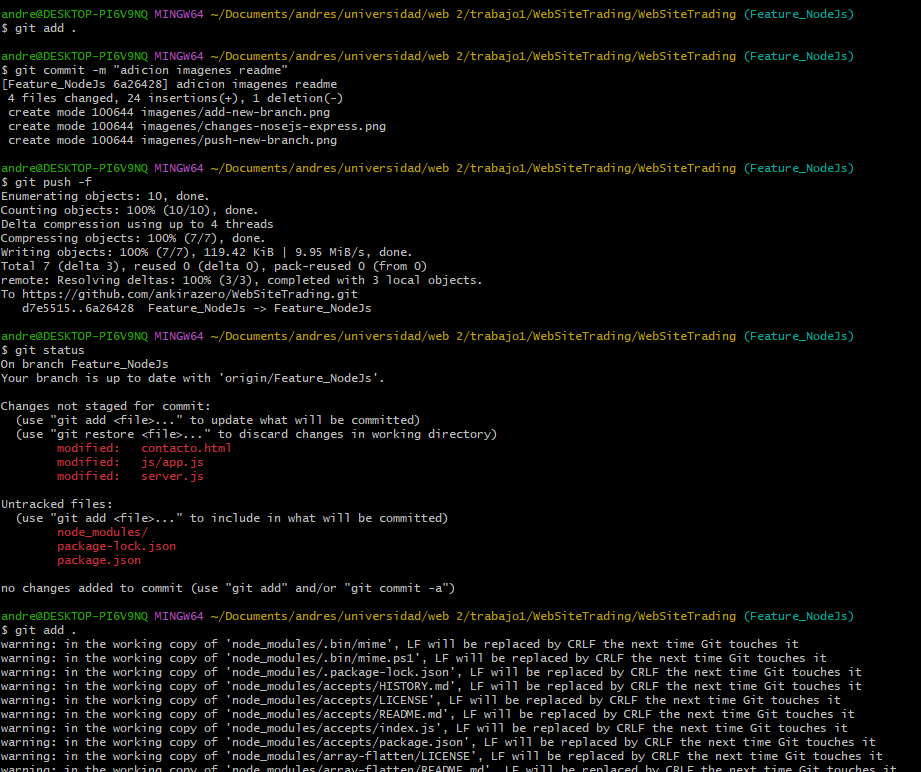 andre@DESKTOP-PI6V9NQ MINGW64 ~/Documents/andres/universidad/web 2/trabajo1/WebSiteTrading/WebSiteTrading (Feature_NodeJs)
$ git add .
andre@DESKTOP-PI6V9NQ MINGW64 ~/Documents/andres/universidad/web 2/trabajo1/WebSiteTrading/WebSiteTrading (Feature_NodeJs)
$ git commit -m "adicion imagenes readme"
[Feature_NodeJs 6a26428] adicion imagenes readme
 4 files changed, 24 insertions(+), 1 deletion(-)
 create mode 100644 imagenes/add-new-branch.png
 create mode 100644 imagenes/changes-nosejs-express.png
 create mode 100644 imagenes/push-new-branch.png
andre@DESKTOP-PI6V9NQ MINGW64 ~/Documents/andres/universidad/web 2/trabajo1/WebSiteTrading/WebSiteTrading (Feature_NodeJs)
$ git push -f
Enumerating objects: 10, done.
Counting objects: 100% (10/10), done.
Delta compression using up to 4 threads
Compressing objects: 100% (7/7), done.
Writing objects: 100% (7/7), 119.42 KiB | 9.95 MiB/s, done.
Total 7 (delta 3), reused 0 (delta 0), pack-reused 0 (from 0)
remote: Resolving deltas: 100% (3/3), completed with 3 local objects.
To https://github.com/ankirazero/WebSiteTrading.git
   d7e5515..6a26428  Feature_NodeJs -> Feature_NodeJs
andre@DESKTOP-PI6V9NQ MINGW64 ~/Documents/andres/universidad/web 2/trabajo1/WebSiteTrading/WebSiteTrading (Feature_NodeJs)
$ git status
On branch Feature_NodeJs
Your branch is up to date with 'origin/Feature_NodeJs'.
Changes not staged for commit:
  (use "git add <file>..." to update what will be committed)
  (use "git restore <file>..." to discard changes in working directory)
        modified:   contacto.html
        modified:   js/app.js
        modified:   server.js
Untracked files:
  (use "git add <file>..." to include in what will be committed)
        node_modules/
        package-lock.json
        package.json
no changes added to commit (use "git add" and/or "git commit -a")
andre@DESKTOP-PI6V9NQ MINGW64 ~/Documents/andres/universidad/web 2/trabajo1/WebSiteTrading/WebSiteTrading (Feature_NodeJs)
$ git add .
warning: in the working copy of 'node_modules/.bin/mime', LF will be replaced by CRLF the next time Git touches it
warning: in the working copy of 'node_modules/.bin/mime.ps1', LF will be replaced by CRLF the next time Git touches it
warning: in the working copy of 'node_modules/.package-lock.json', LF will be replaced by CRLF the next time Git touches it
warning: in the working copy of 'node_modules/accepts/HISTORY.md', LF will be replaced by CRLF the next time Git touches it
warning: in the working copy of 'node_modules/accepts/LICENSE', LF will be replaced by CRLF the next time Git touches it
warning: in the working copy of 'node_modules/accepts/README.md', LF will be replaced by CRLF the next time Git touches it
warning: in the working copy of 'node_modules/accepts/index.js', LF will be replaced by CRLF the next time Git touches it
warning: in the working copy of 'node_modules/accepts/package.json', LF will be replaced by CRLF the next time Git touches it
warning: in the working copy of 'node_modules/array-flatten/LICENSE', LF will be replaced by CRLF the next time Git touches it
warning: in the working copy of 'node_modules/array-flatten/README.md', LF will be replaced by CRLF the next time Git touches it